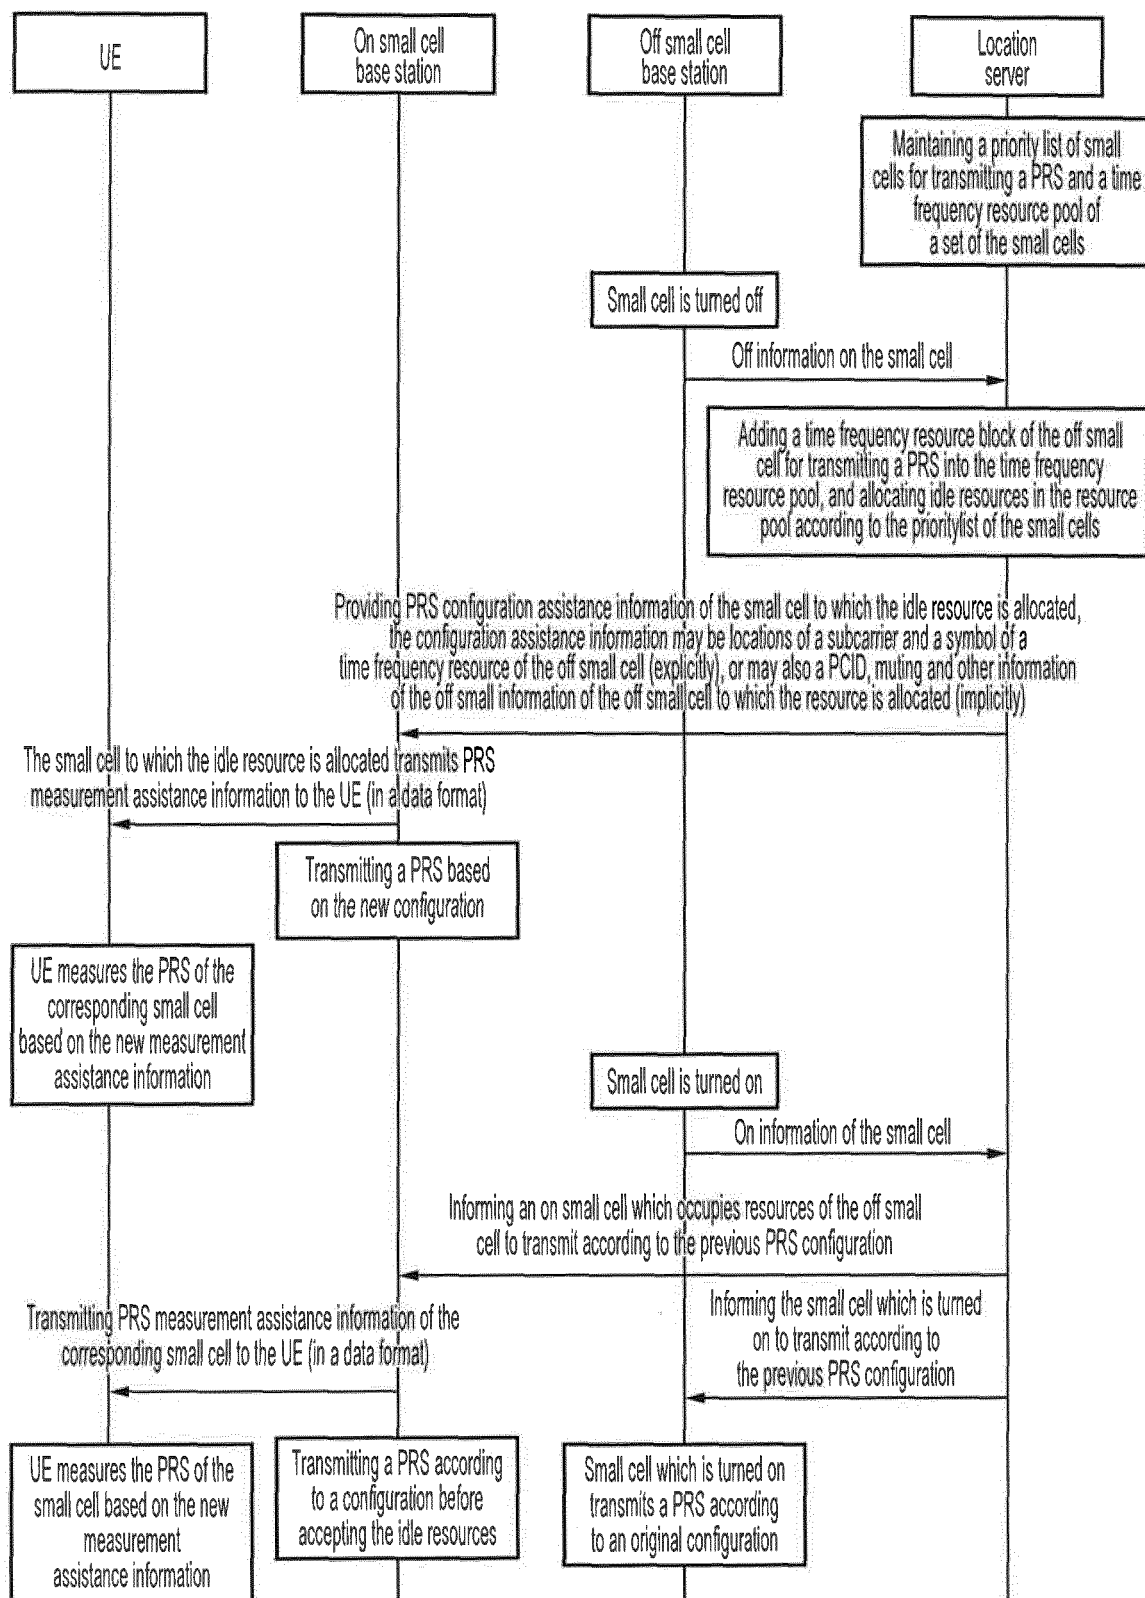 UE
On small cell
base station
Off small cell
base station
Location
server
Maintaining a priority list of small
cells for transmitting a PRS and a time
frequency resource pool of
a set of the small cells
Small cell is turned off
Off information on the small cell
Adding a time frequency resource block of the off small
cell for transmitting a PRS into the time frequency
resource pool, and allocating idle resources in the resource
pool according to the prioritylist of the small cells
Providing PRS configuration assistance information of the small cell to which the idle resource is allocated,
the configuration assistance information may be locations of a subcarrier and a symbol of a
time frequency resource of the off small cell (explicitly), or may also a PCID, muting and other information
of the off small information of the off small cell to which the resource is allocated (implicitly)
The small cell to which the idle resource is allocated transmits PRS
measurement assistance information to the UE (in a data format)
Transmitting a PRS based
on the new configuration
UE measures the PRS of the
corresponding small cell
based on the new measurement
assistance information
Small cell is turned on
On information of the small cell
Informing an on small cell which occupies resources of the off small
cell to transmit according to the previous PRS configuration
Informing the small cell which is turned
on to transmit according to
the previous PRS configuration
Transmitting PRS measurement assistance information of the
corresponding small cell to the UE (in a data format)
UE measures the PRS of the
small cell based on the new
measurement
assistance information
Transmitting a PRS according
to a configuration before
accepting the idle resources
Small cell which is turned on
transmits a PRS according
to an original configuration